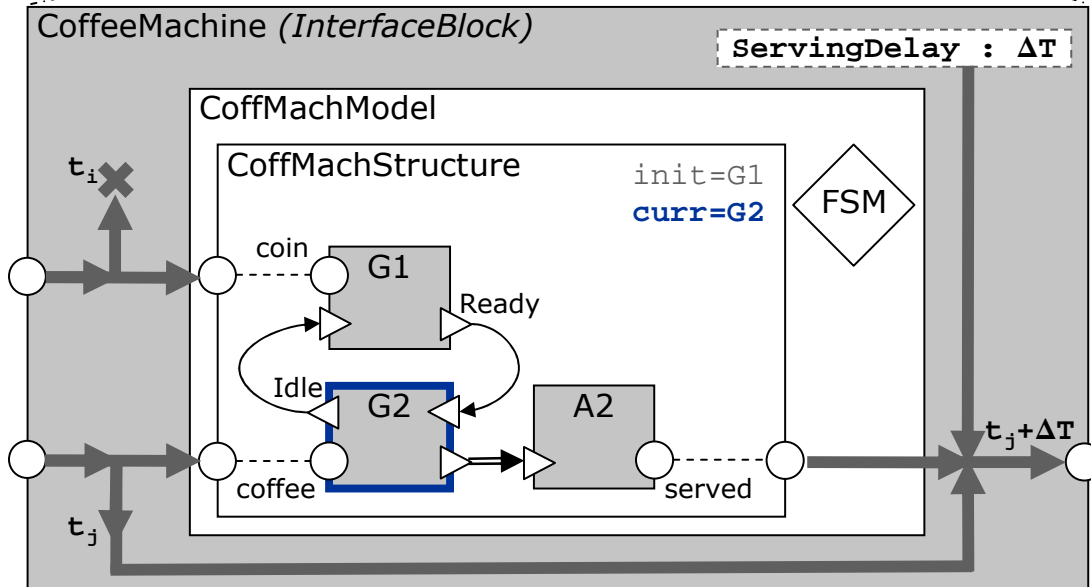 CoffeeMachine (InterfaceBlock)
ServingDelay : ΔT
CoffMachModel
CoffMachStructure
init=G1
curr=G2
FSM
tᵢ
coin
G1
Ready
Idle
G2
A2
tⱼ+ΔT
coffee
served
tⱼ